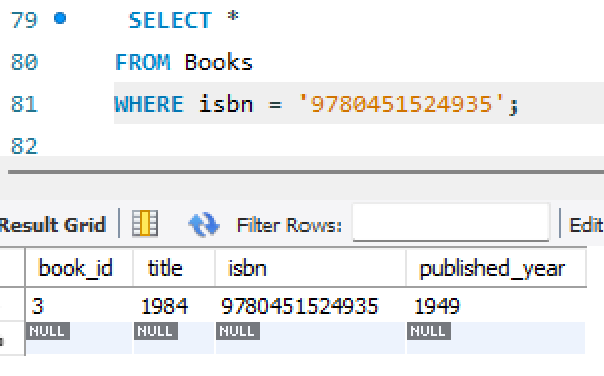 79 SELECT *
80 FROM Books
81 WHERE isbn = '9780451524935';
82
Result Grid Filter Rows: Edit
book_id title isbn published_year
3 1984 9780451524935 1949
NULL NULL NULL NULL